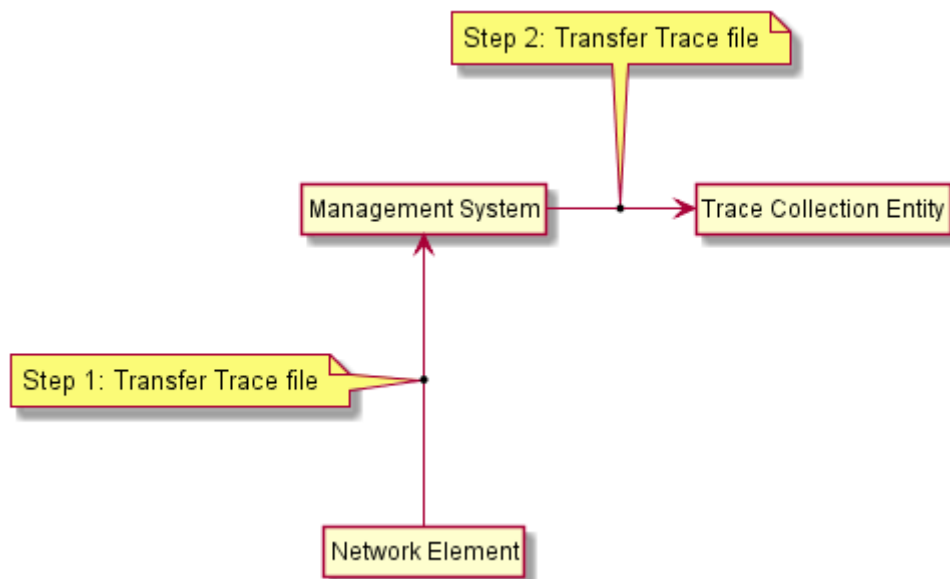 Step 2: Transfer Trace file
Management System
Trace Collection Entity
Step 1: Transfer Trace file
Network Element